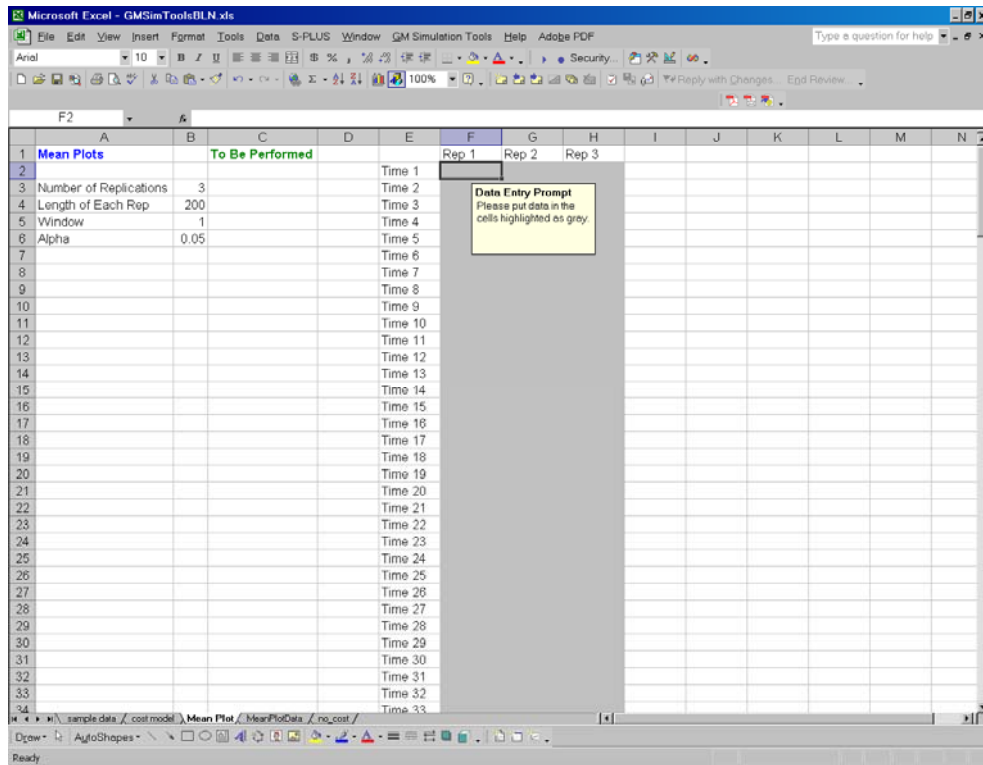 Microsoft Excel - GMSimToolsBLN.xls
File Edit View Insert Format Tools Data S-PLUS Window GM Simulation Tools Help Adobe PDF Type a question for help
Arial 10 B I U $ % , Security...
Σ 100% Reply with Changes... End Review...
F2 fx
A B C D E F G H I J K L M N
1 Mean Plots To Be Performed Rep 1 Rep 2 Rep 3
2 Time 1
3 Number of Replications 3 Time 2
4 Length of Each Rep 200 Time 3
5 Window 1 Time 4
6 Alpha 0.05 Time 5
Data Entry Prompt
Please put data in the
cells highlighted as gray.
7 Time 6
8 Time 7
9 Time 8
10 Time 9
11 Time 10
12 Time 11
13 Time 12
14 Time 13
15 Time 14
16 Time 15
17 Time 16
18 Time 17
19 Time 18
20 Time 19
21 Time 20
22 Time 21
23 Time 22
24 Time 23
25 Time 24
26 Time 25
27 Time 26
28 Time 27
29 Time 28
30 Time 29
31 Time 30
32 Time 31
33 Time 32
34 Time 33
sample data / cost model \ Mean Plot / MeanPlotData / no_cost /
Draw AutoShapes
Ready